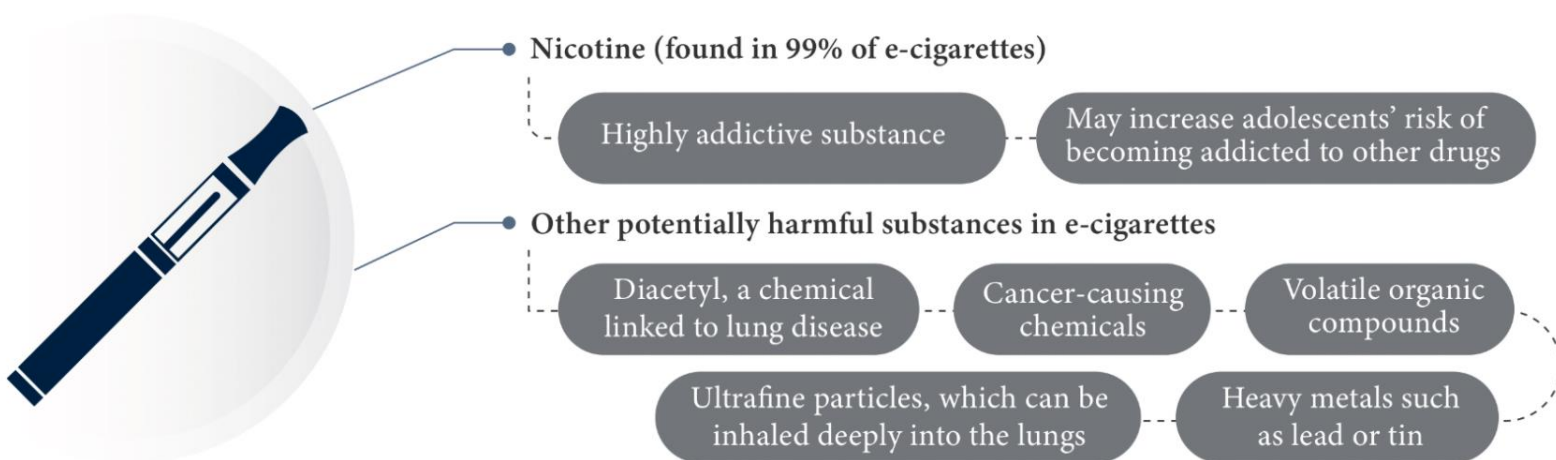 Nicotine (found in 99% of e-cigarettes)
Highly addictive substance
May increase adolescents’ risk of
becoming addicted to other drugs
Other potentially harmful substances in e-cigarettes
Diacetyl, a chemical
linked to lung disease
Cancer-causing
chemicals
Volatile organic
compounds
Heavy metals such
as lead or tin
Ultrafine particles, which can be
inhaled deeply into the lungs